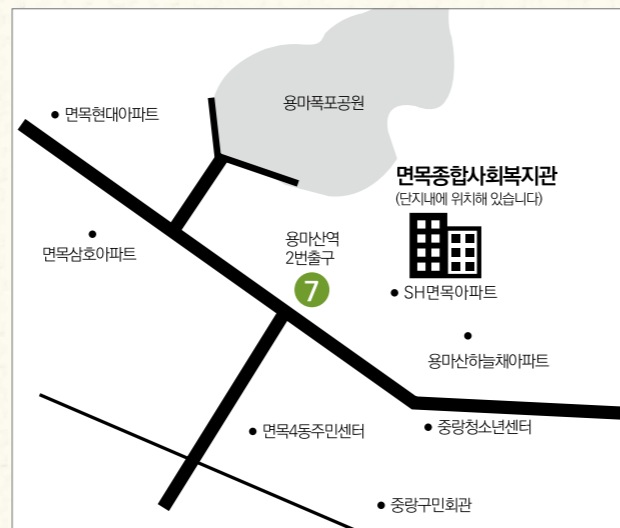 용마폭포공원
면목현대아파트
면목종합사회복지관
(단지내에 위치해 있습니다)
면목삼호아파트
용마산역
2번출구
7
SH면목아파트
용마산하늘채아파트
면목4동주민센터
중랑청소년센터
중랑구민회관